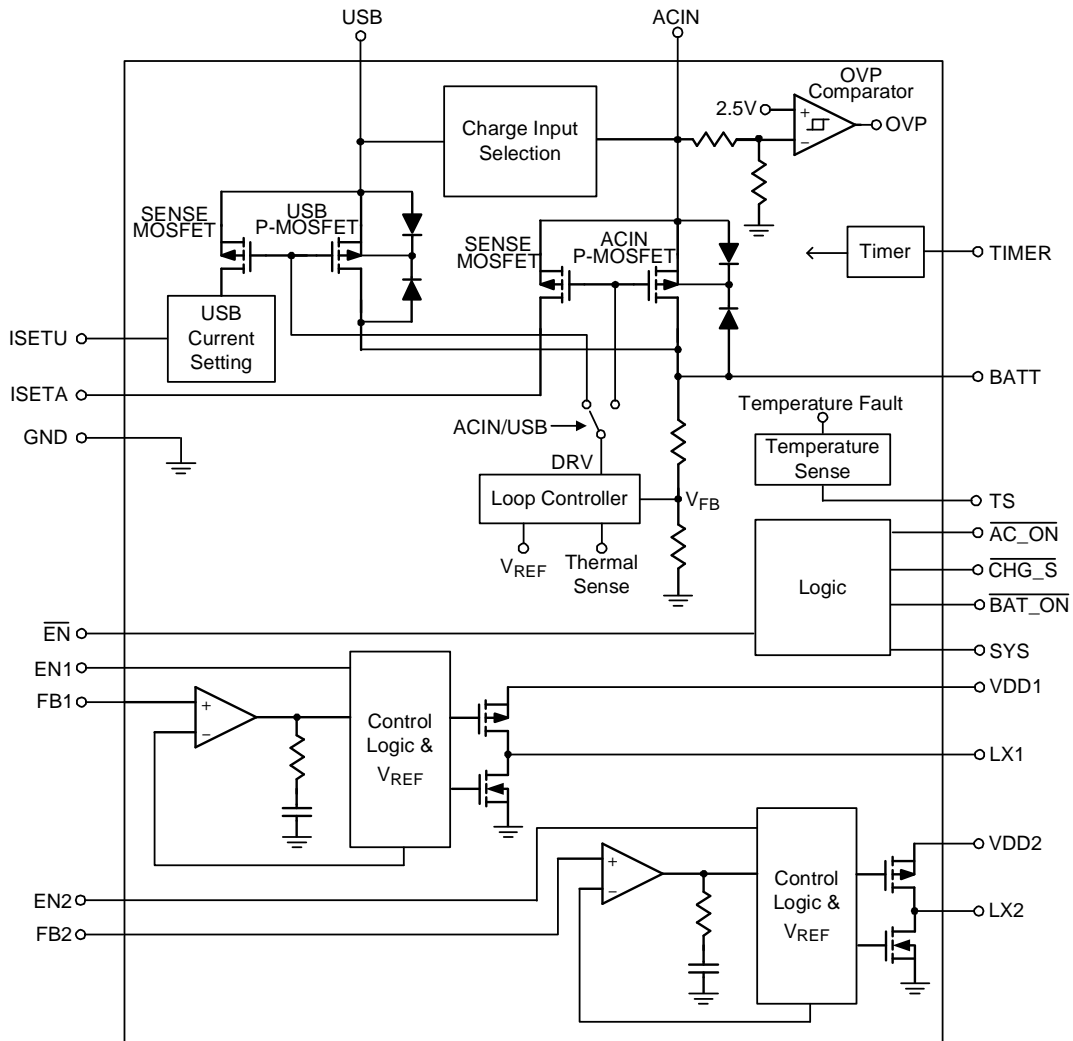 USB
ACIN
OVP
Comparator
2.5V
+
−
OVP
Charge Input
Selection
SENSE
MOSFET
USB
P-MOSFET
SENSE
MOSFET
ACIN
P-MOSFET
Timer
TIMER
USB
Current
Setting
ISETU
ISETA
BATT
GND
ACIN/USB
DRV
Temperature Fault
Temperature
Sense
Loop Controller
VFB
TS
VREF
Thermal
Sense
Logic
AC_ON
CHG_S
BAT_ON
SYS
EN
EN1
FB1
+
−
Control
Logic &
VREF
VDD1
LX1
VDD2
+
−
Control
Logic &
VREF
EN2
LX2
FB2